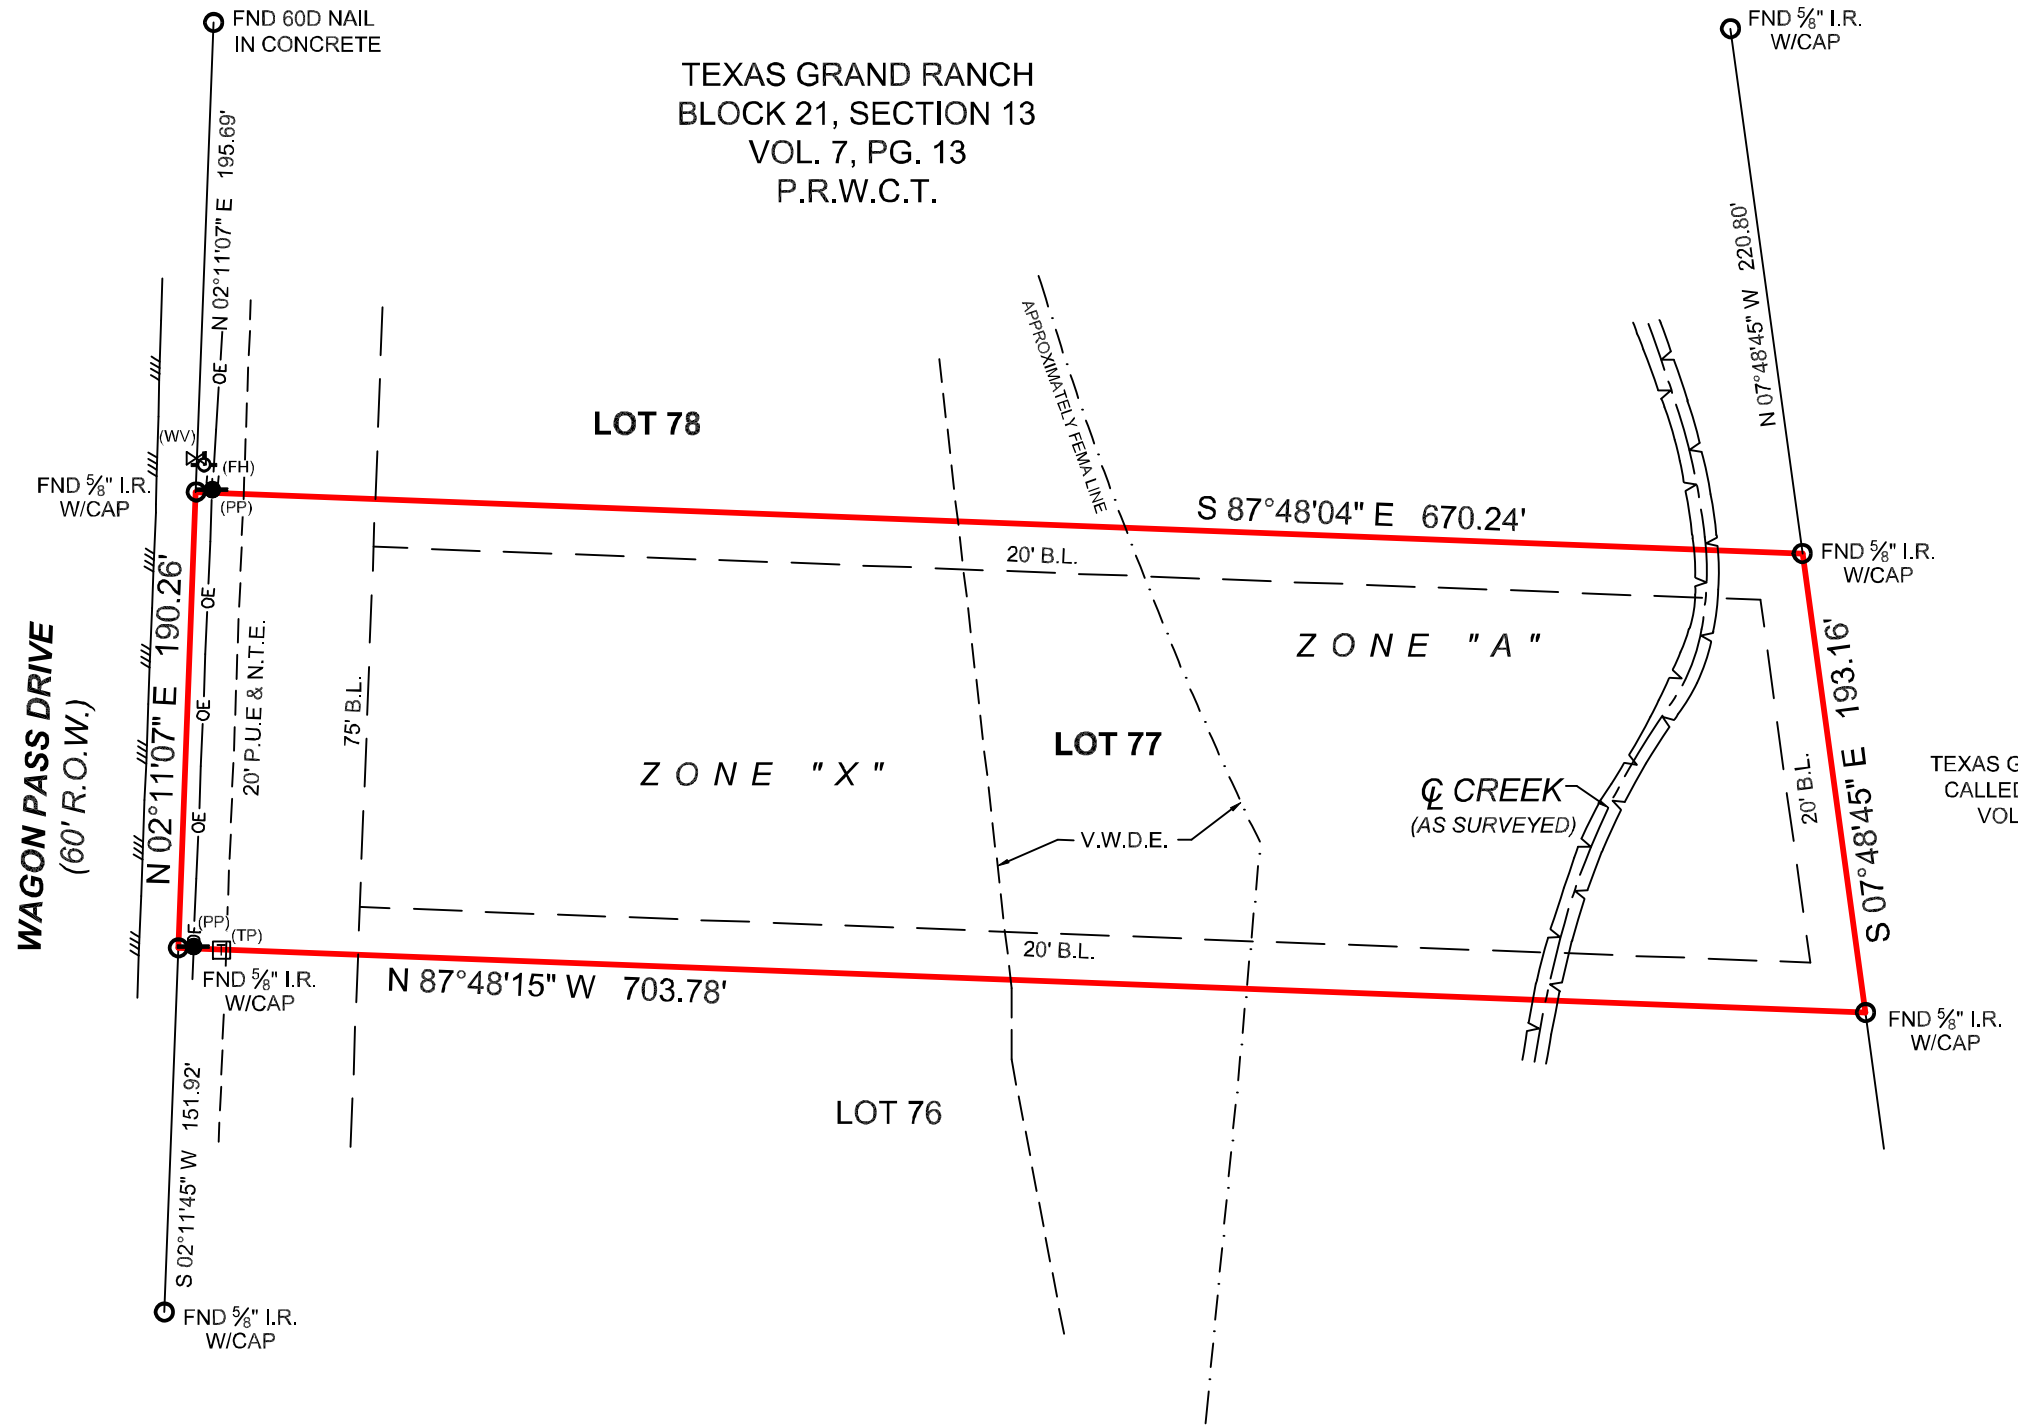 FND 60D NAIL
IN CONCRETE
FND 5/8" I.R.
W/CAP
TEXAS GRAND RANCH
BLOCK 21, SECTION 13
VOL. 7, PG. 13
P.R.W.C.T.
N 02°11'07" E 195.69'
N 07°48'45" W 220.80'
OE
APPROXIMATELY FEMA LINE
LOT 78
(WV)
(FH)
(PP)
FND 5/8" I.R.
W/CAP
S 87°48'04" E 670.24'
20' B.L.
FND 5/8" I.R.
W/CAP
WAGON PASS DRIVE
(60' R.O.W.)
N 02°11'07" E 190.26'
OE
OE
OE
20' P.U.E & N.T.E.
75' B.L.
ZONE "A"
ZONE "X"
LOT 77
V.W.D.E.
℄ CREEK
(AS SURVEYED)
20' B.L.
S 07°48'45" E 193.16'
TEXAS G
CALLED
VOL
(PP)
(TP)
OE
T
FND 5/8" I.R.
W/CAP
N 87°48'15" W 703.78'
20' B.L.
FND 5/8" I.R.
W/CAP
S 02°11'45" W 151.92'
LOT 76
FND 5/8" I.R.
W/CAP